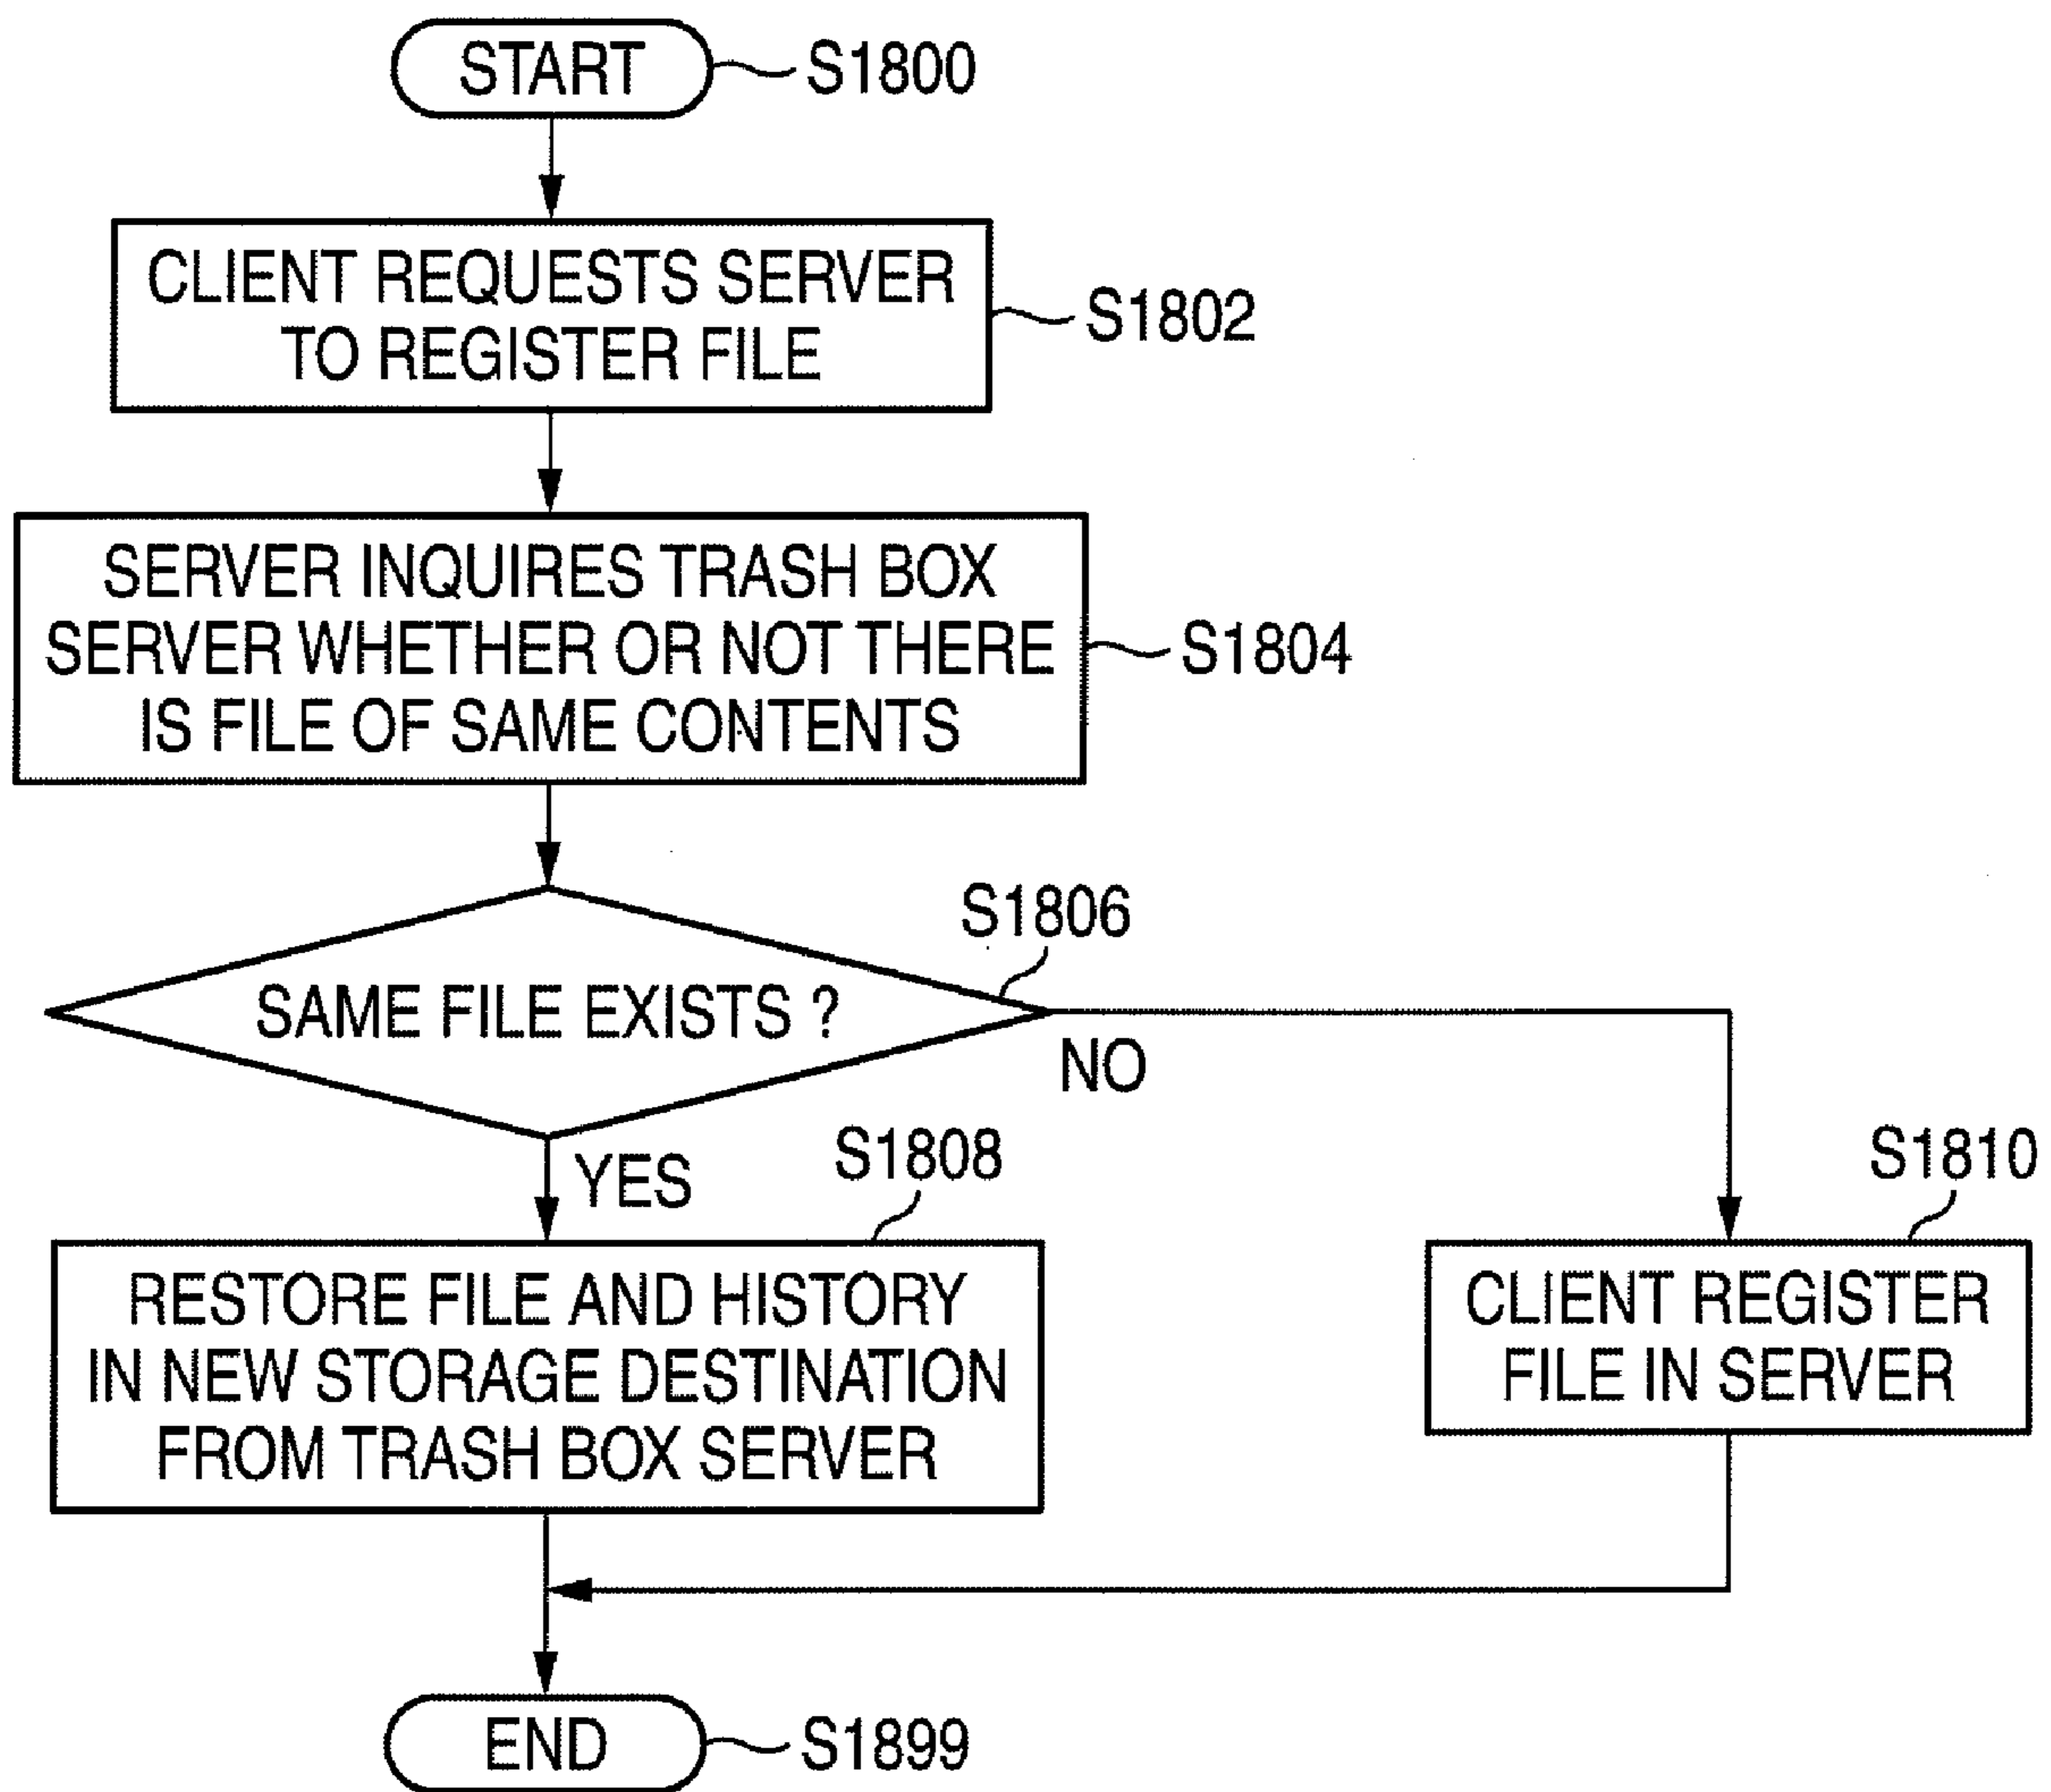 START
S1800
CLIENT REQUESTS SERVER
TO REGISTER FILE
S1802
SERVER INQUIRES TRASH BOX
SERVER WHETHER OR NOT THERE
IS FILE OF SAME CONTENTS
S1804
S1806
SAME FILE EXISTS ?
NO
YES
S1808
S1810
RESTORE FILE AND HISTORY
IN NEW STORAGE DESTINATION
FROM TRASH BOX SERVER
CLIENT REGISTER
FILE IN SERVER
END
S1899